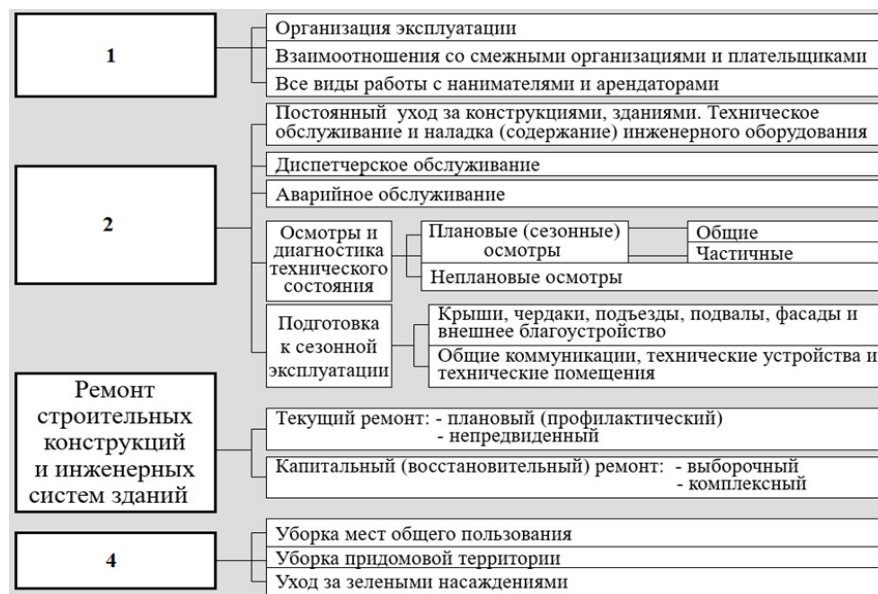 1
Организация эксплуатации
Взаимоотношения со смежными организациями и плательщиками
Все виды работы с нанимателями и арендаторами
2
Постоянный уход за конструкциями, зданиями. Техническое
обслуживание и наладка (содержание) инженерного оборудования
Диспетчерское обслуживание
Аварийное обслуживание
Осмотры и
диагностика
технического
состояния
Плановые (сезонные)
осмотры
Общие
Частичные
Неплановые осмотры
Подготовка
к сезонной
эксплуатации
Крыши, чердаки, подъезды, подвалы, фасады и
внешнее благоустройство
Общие коммуникации, технические устройства и
технические помещения
Ремонт
строительных
конструкций
и инженерных
систем зданий
Текущий ремонт: - плановый (профилактический)
- непредвиденный
Капитальный (восстановительный) ремонт: - выборочный
- комплексный
4
Уборка мест общего пользования
Уборка придомовой территории
Уход за зелеными насаждениями